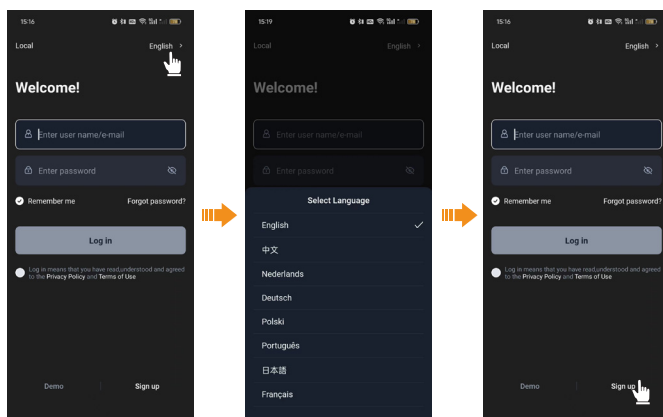 15:16
Local English >
Welcome!
Enter user name/e-mail
Enter password
Remember me Forgot password?
Log in
Log in means that you have read,understood and agreed
to the Privacy Policy and Terms of Use
Demo Sign up
15:19
Local English >
Welcome!
Enter user name/e-mail
Enter password
Select Language
English
中文
Nederlands
Deutsch
Polski
Português
日本語
Français
15:16
Local English >
Welcome!
Enter user name/e-mail
Enter password
Remember me Forgot password?
Log in
Log in means that you have read,understood and agreed
to the Privacy Policy and Terms of Use
Demo Sign up